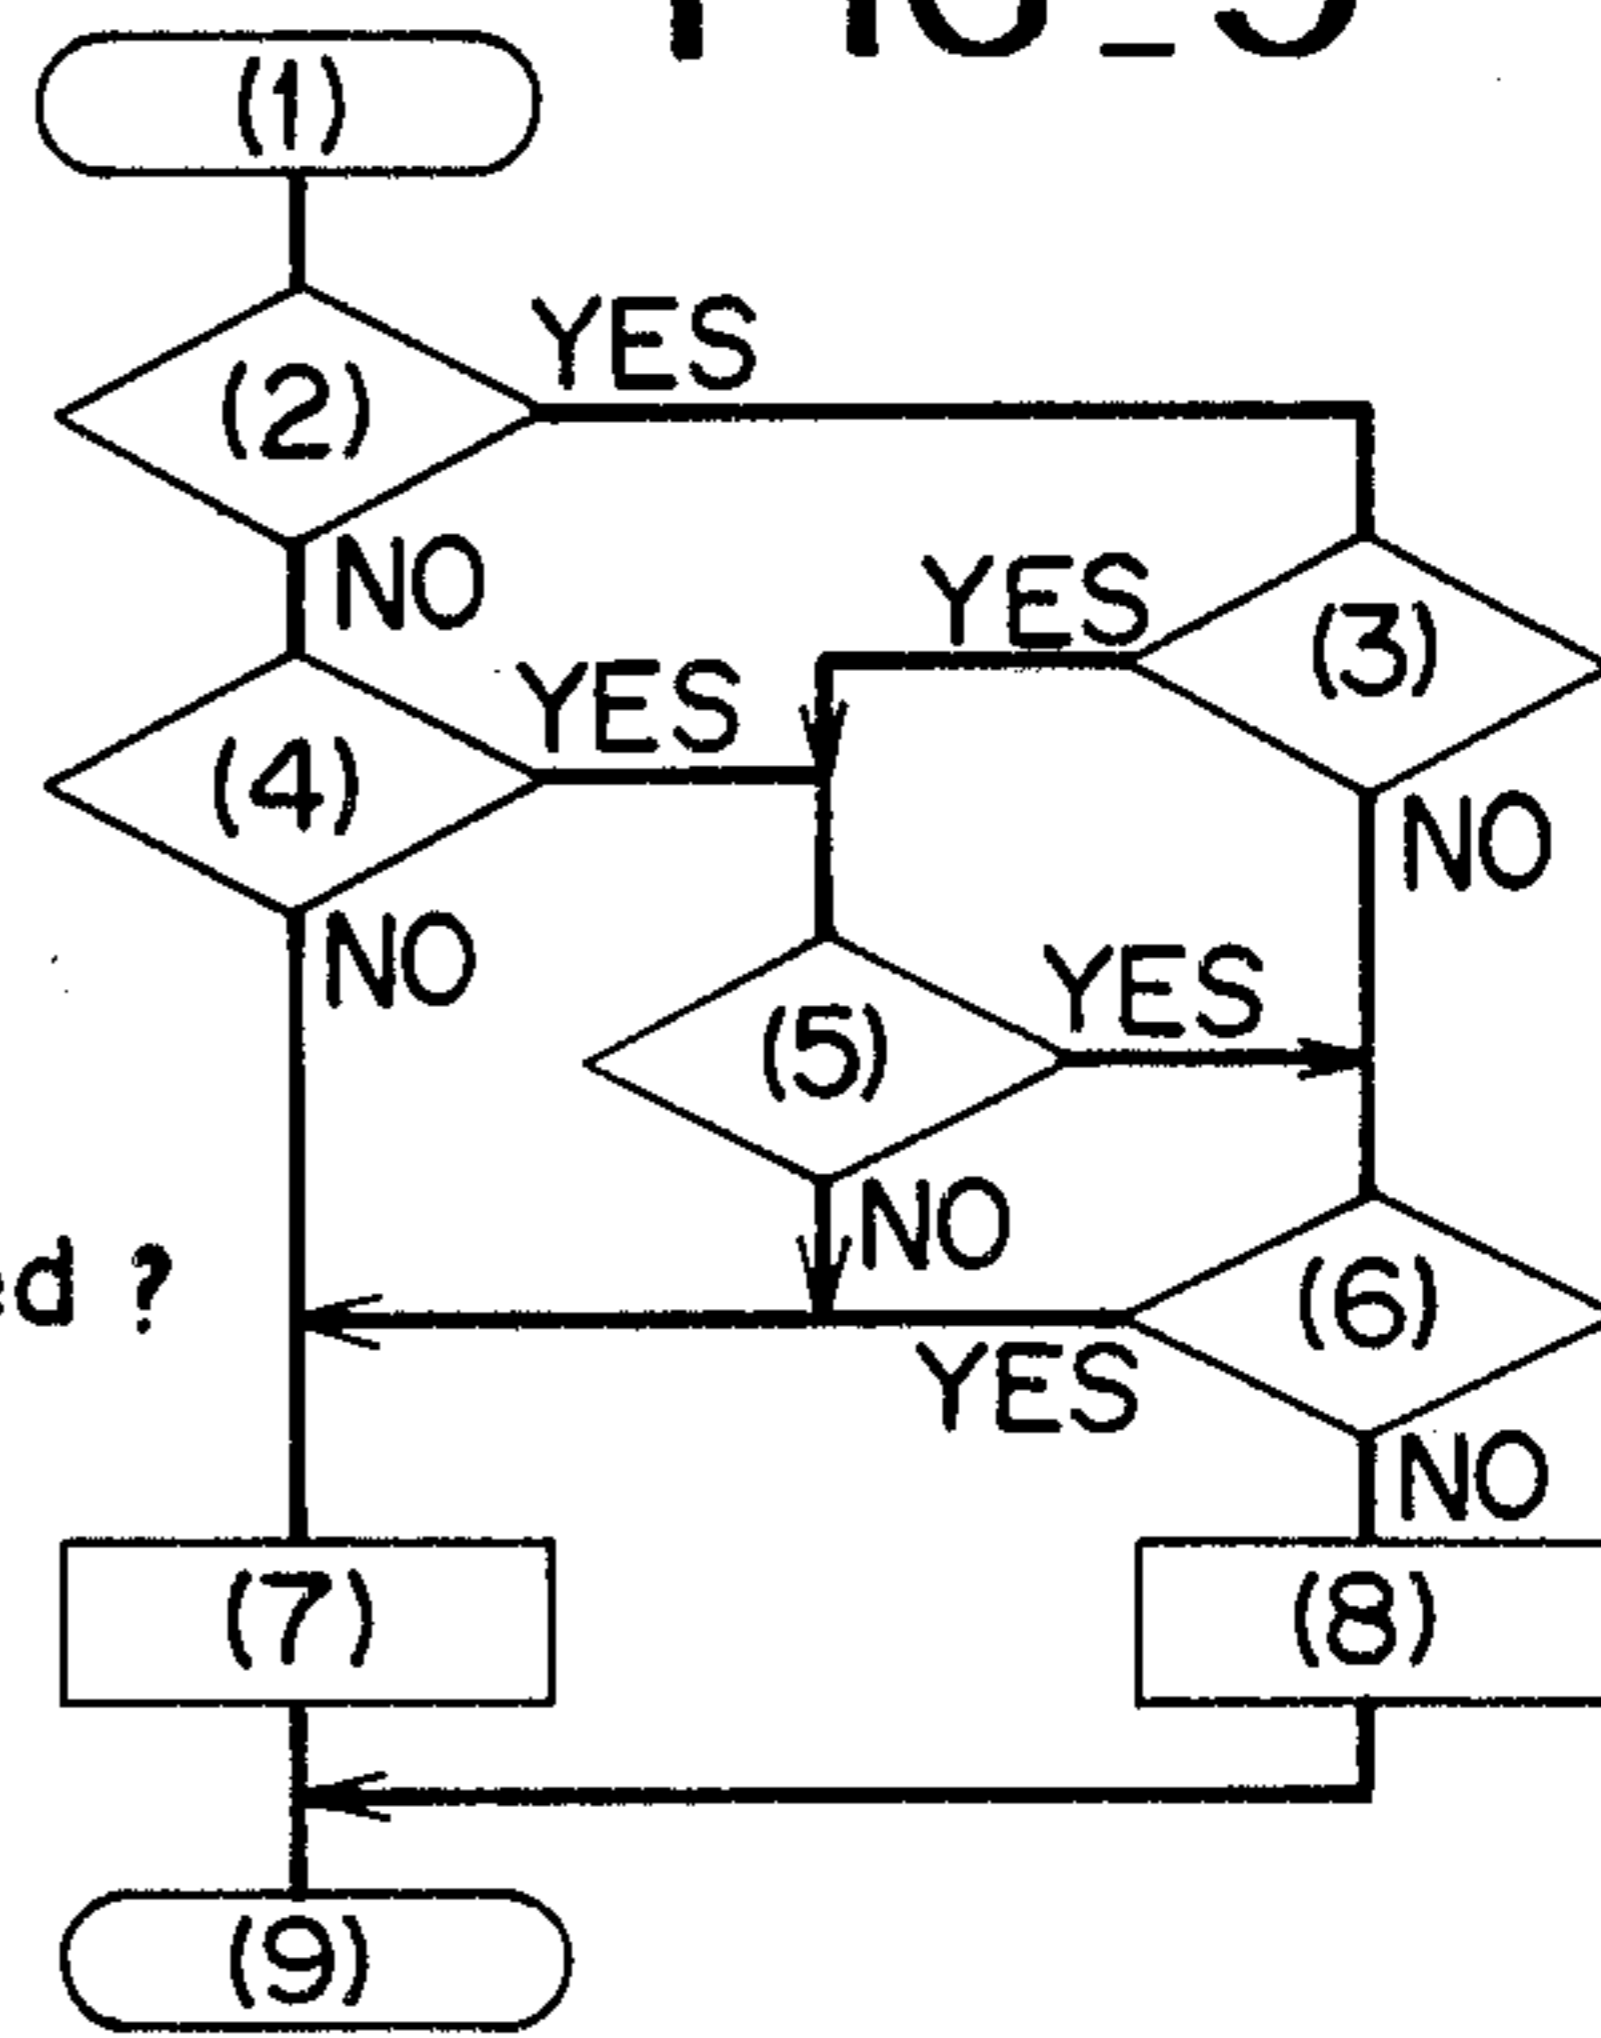 (1)
(2)
YES
NO
YES
(3)
NO
(4)
YES
NO
(5)
YES
NO
(6)
YES
NO
?
(7)
(8)
(9)